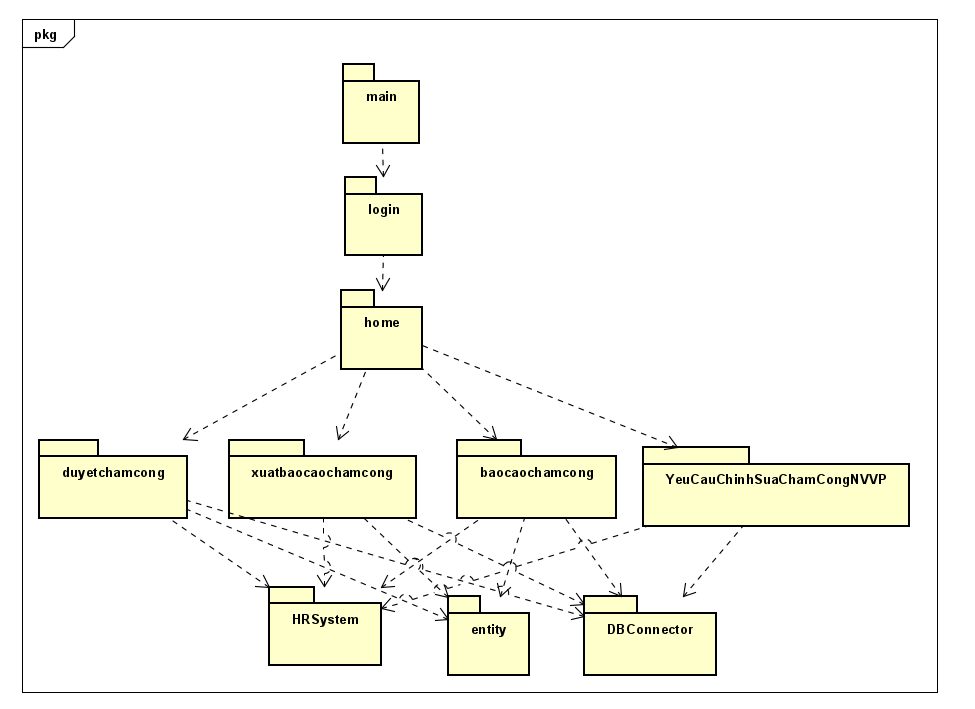 pkg
main
login
home
duyetchamcong
xuatbaocaochamcong
baocaochamcong
YeuCauChinhSuaChamCongNVVP
HRSystem
entity
DBConnector